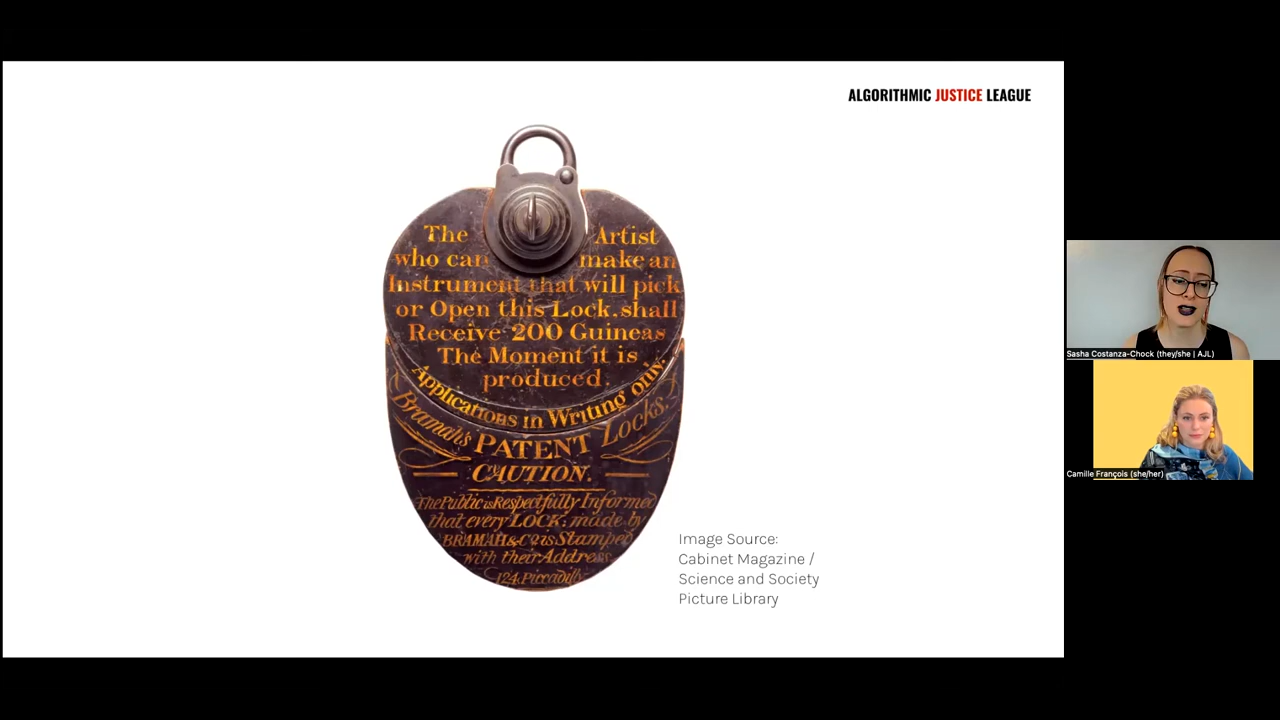 ALGORITHMIC JUSTICE LEAGUE
The Artist
who can make an
Instrument that will pick
or Open this Lock, shall
Receive 200 Guineas
The Moment it is
produced.
Applications in Writing only.
Bramah's PATENT Locks.
CAUTION.
The Public is Respectfully Informed
that every LOCK, made by
BRAMAH & Co. is Stamped
with their Address
124, Piccadilly
Image Source:
Cabinet Magazine /
Science and Society
Picture Library
Sasha Costanza-Chock (they/she | AJL)
Camille François (she/her)